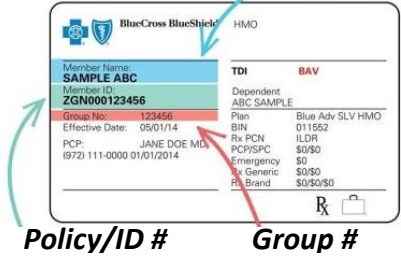 BlueCross BlueShield HMO
Member Name:
SAMPLE ABC
Member ID:
ZGN000123456
Group No: 123456
Effective Date: 05/01/14
PCP: JANE DOE MD,
(972) 111-0000 01/01/2014
TDI BAV
Dependent
ABC SAMPLE
Plan Blue Adv SLV HMO
BIN 011552
Rx PCN ILDR
PCP/SPC $0/$0
Emergency $0
Rx Generic $0/$0
Rx Brand $0/$0/$0
Rx
Policy/ID # Group #